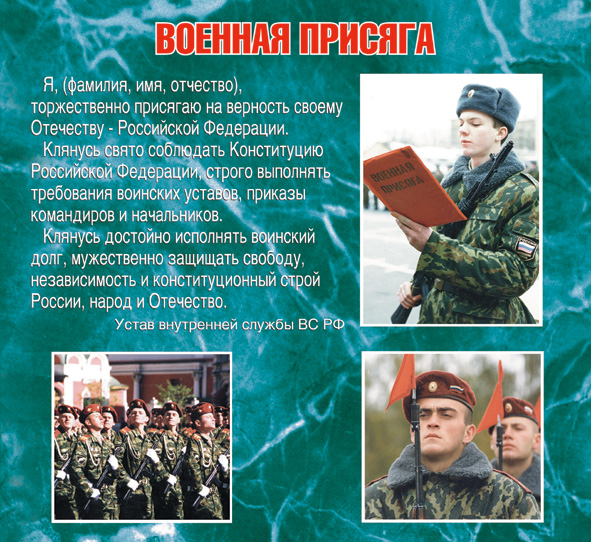 ВОЕННАЯ ПРИСЯГА
Я, (фамилия, имя, отчество),
торжественно присягаю на верность своему
Отечеству - Российской Федерации.
Клянусь свято соблюдать Конституцию
Российской Федерации, строго выполнять
требования воинских уставов, приказы
командиров и начальников.
Клянусь достойно исполнять воинский
долг, мужественно защищать свободу,
независимость и конституционный строй
России, народ и Отечество.
Устав внутренней службы ВС РФ
ВОЕННАЯ
ПРИСЯГА